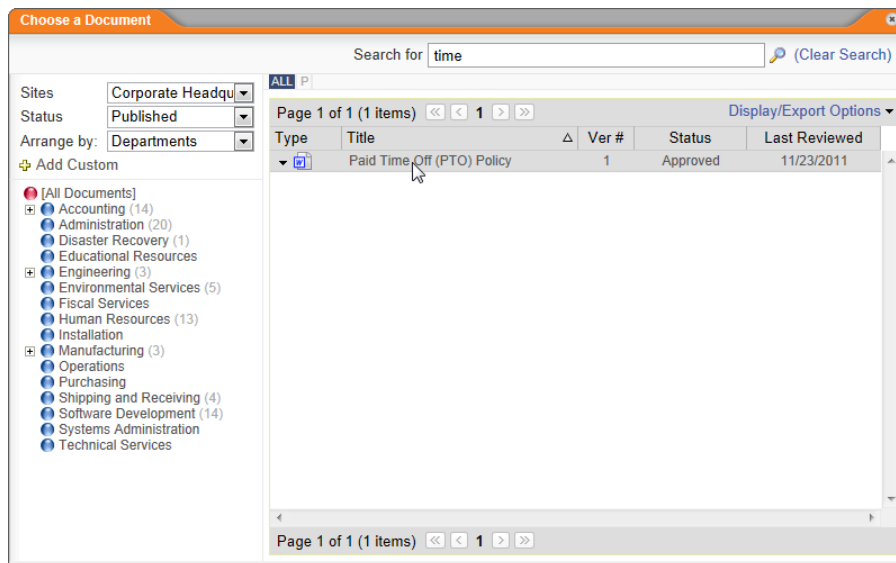 Choose a Document
Search for time (Clear Search)
Sites Corporate Headqu
Status Published
Arrange by: Departments
Add Custom
[All Documents]
Accounting (14)
Administration (20)
Disaster Recovery (1)
Educational Resources
Engineering (3)
Environmental Services (5)
Fiscal Services
Human Resources (13)
Installation
Manufacturing (3)
Operations
Purchasing
Shipping and Receiving (4)
Software Development (14)
Systems Administration
Technical Services
ALL P
Page 1 of 1 (1 items) 1 Display/Export Options
Type Title Ver # Status Last Reviewed
Paid Time Off (PTO) Policy 1 Approved 11/23/2011
Page 1 of 1 (1 items) 1